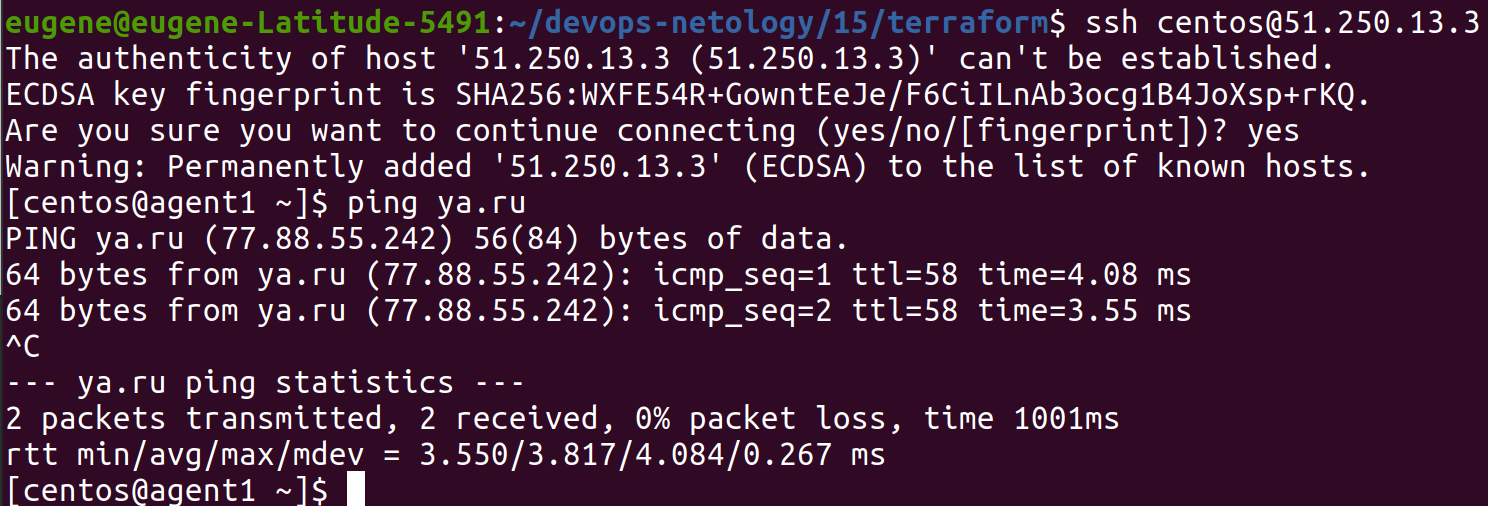 eugene@eugene-Latitude-5491:~/devops-netology/15/terraform$ ssh centos@51.250.13.3
The authenticity of host '51.250.13.3 (51.250.13.3)' can't be established.
ECDSA key fingerprint is SHA256:WXFE54R+GowntEeJe/F6CiILnAb3ocg1B4JoXsp+rKQ.
Are you sure you want to continue connecting (yes/no/[fingerprint])? yes
Warning: Permanently added '51.250.13.3' (ECDSA) to the list of known hosts.
[centos@agent1 ~]$ ping ya.ru
PING ya.ru (77.88.55.242) 56(84) bytes of data.
64 bytes from ya.ru (77.88.55.242): icmp_seq=1 ttl=58 time=4.08 ms
64 bytes from ya.ru (77.88.55.242): icmp_seq=2 ttl=58 time=3.55 ms
^C
--- ya.ru ping statistics ---
2 packets transmitted, 2 received, 0% packet loss, time 1001ms
rtt min/avg/max/mdev = 3.550/3.817/4.084/0.267 ms
[centos@agent1 ~]$